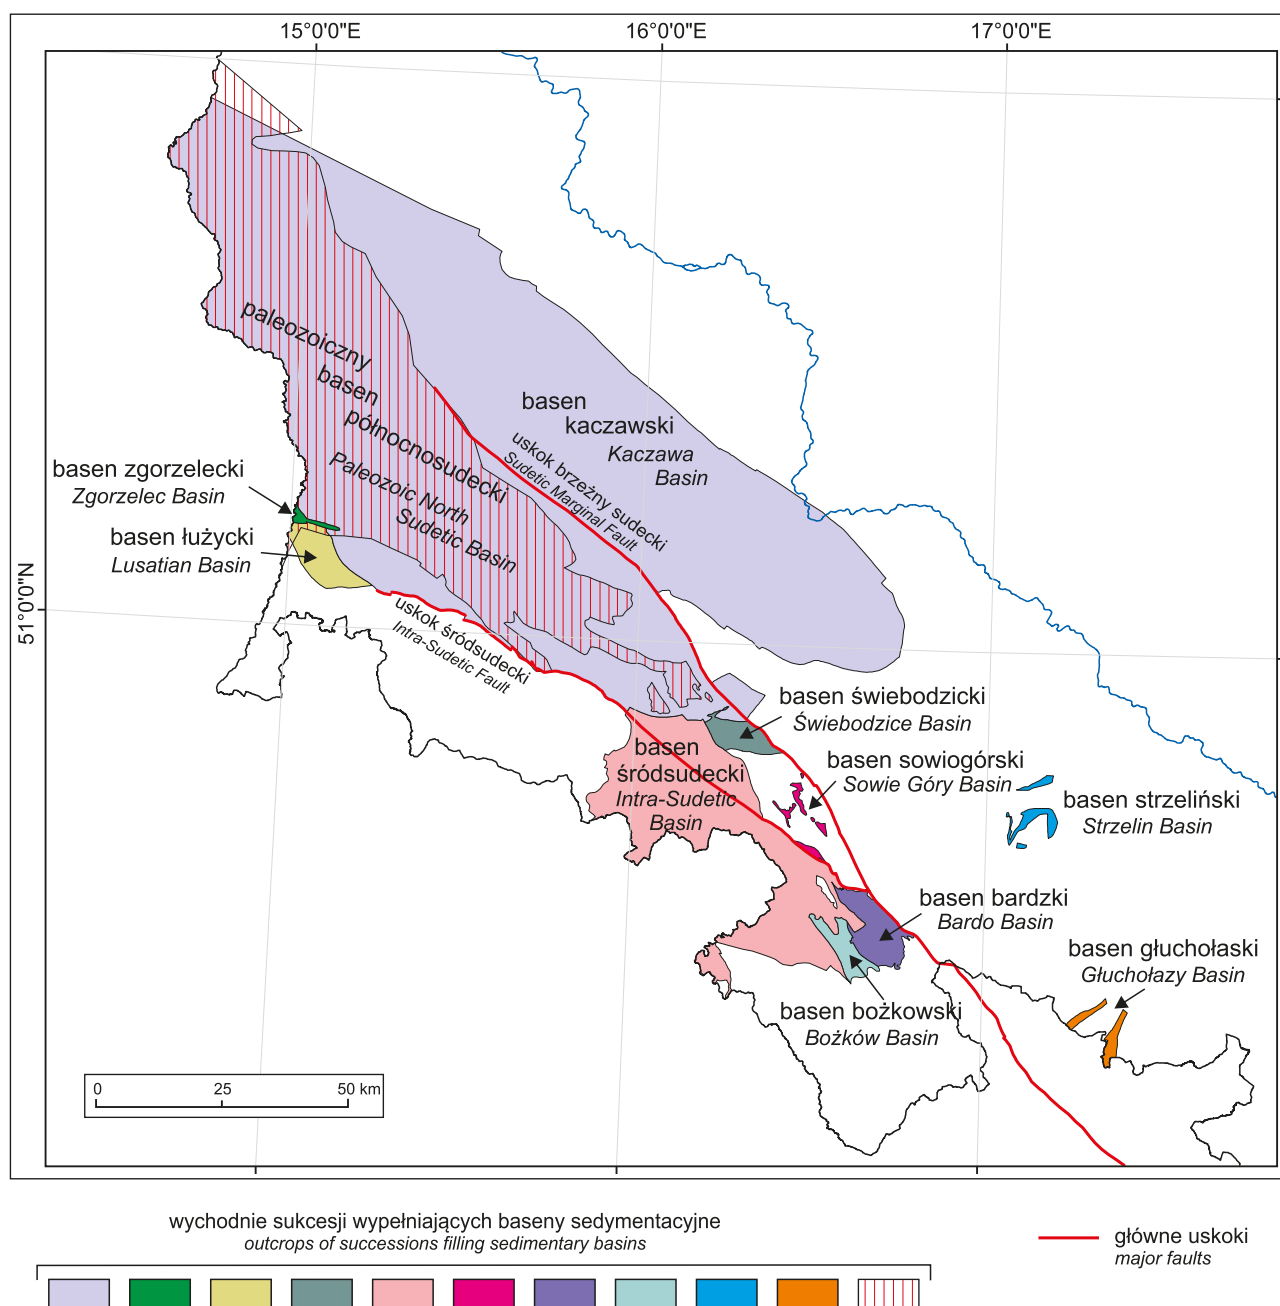 15°0'0"E
16°0'0"E
17°0'0"E
51°0'0"N
paleozoiczny
basen
północnosudecki
Paleozoic North
Sudetic Basin
basen
kaczawski
Kaczawa
Basin
uskok brzeżny sudecki
Sudetic Marginal Fault
basen zgorzelecki
Zgorzelec Basin
basen łużycki
Lusatian Basin
uskok śródsudecki
Intra-Sudetic Fault
basen świebodzicki
Świebodzice Basin
basen
śródsudecki
Intra-Sudetic
Basin
basen sowiogórski
Sowie Góry Basin
basen strzeliński
Strzelin Basin
basen bardzki
Bardo Basin
basen głuchołaski
Głuchołazy Basin
basen bożkowski
Bożków Basin
0 25 50 km
wychodnie sukcesji wypełniających baseny sedymentacyjne
outcrops of successions filling sedimentary basins
główne uskoki
major faults